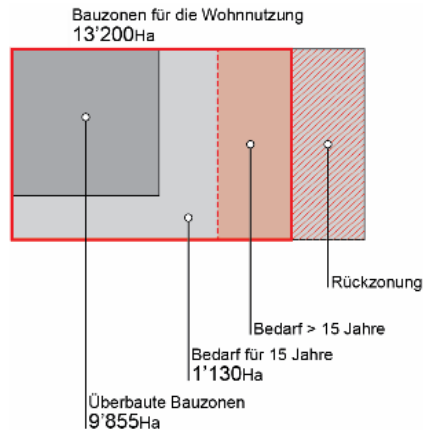 Bauzonen für die Wohnnutzung
13'200Ha
Rückzonung
Bedarf > 15 Jahre
Bedarf für 15 Jahre
1'130Ha
Überbaute Bauzonen
9'855Ha